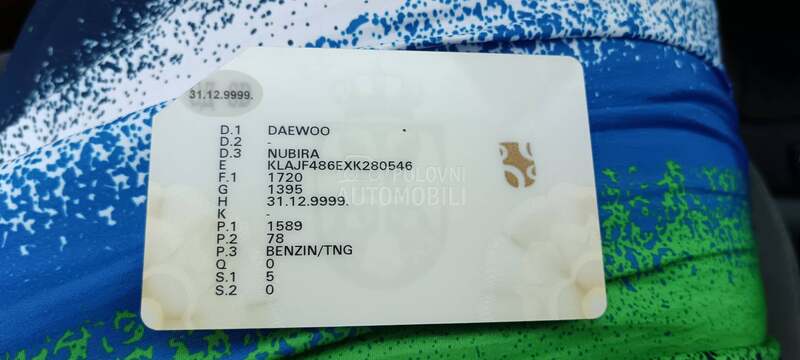 31.12.9999.
D.1 DAEWOO
D.2 -
D.3 NUBIRA
E KLAJF486EXK280546
F.1 1720
G 1395
H 31.12.9999.
K -
P.1 1589
P.2 78
P.3 BENZIN/TNG
Q 0
S.1 5
S.2 0
POLOVNI
AUTOMOBILI